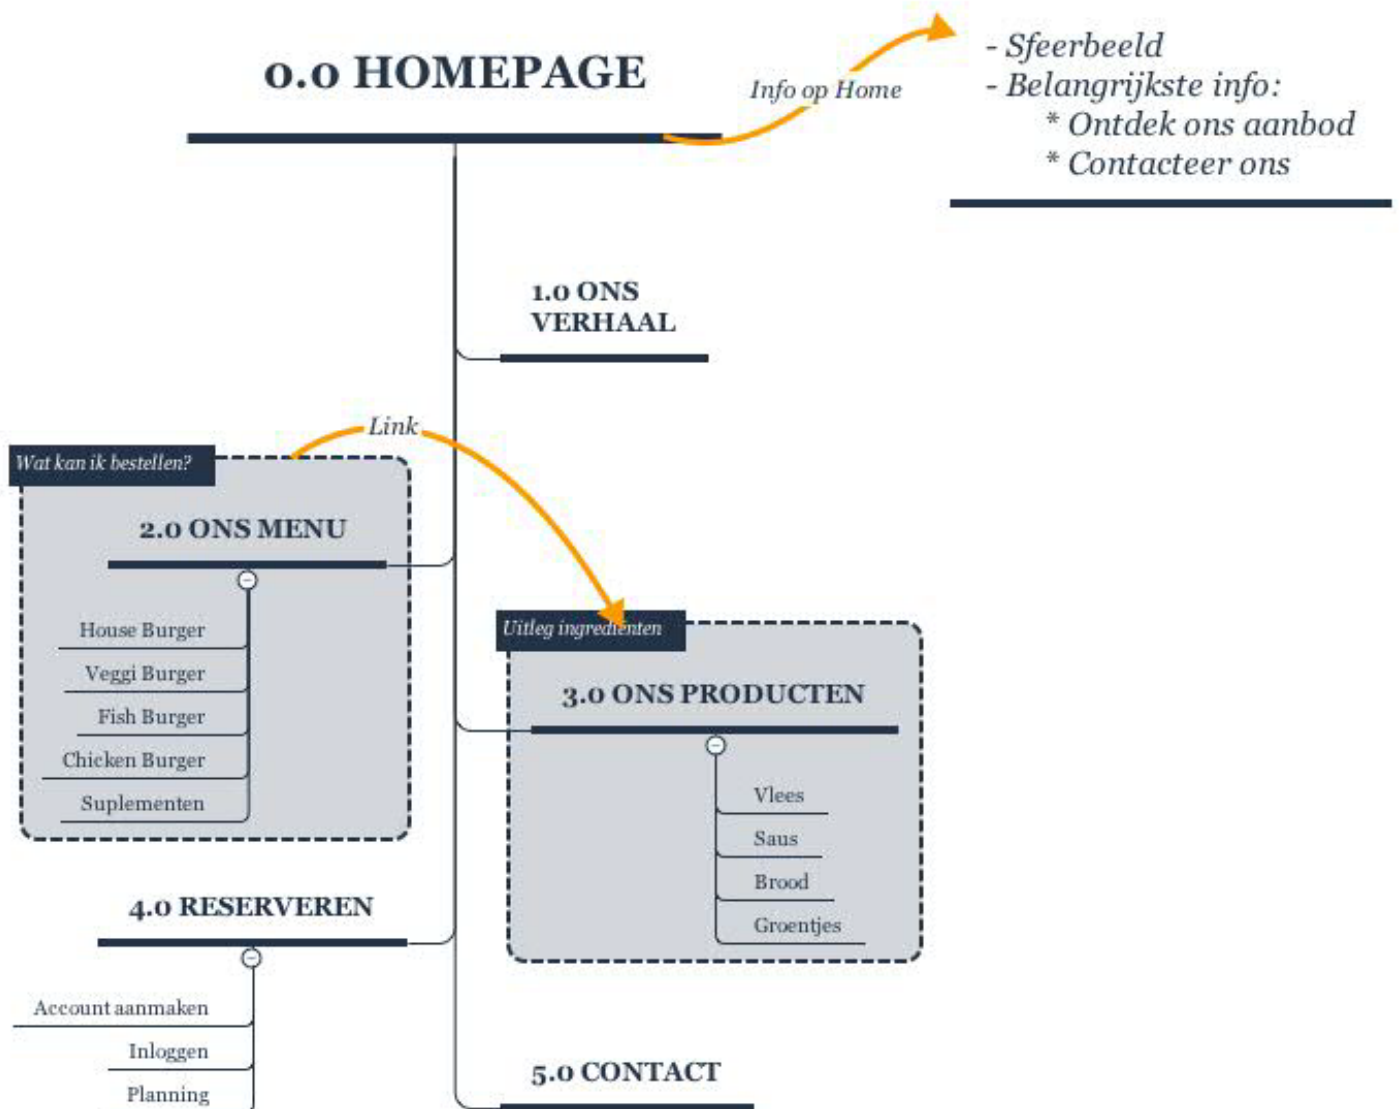 0.0 HOMEPAGE
Info op Home
- Sfeerbeeld
- Belangrijkste info:
* Ontdek ons aanbod
* Contacteer ons
1.0 ONS
VERHAAL
Link
Wat kan ik bestellen?
2.0 ONS MENU
House Burger
Veggi Burger
Fish Burger
Chicken Burger
Suplementen
Uitleg ingrediënten
3.0 ONS PRODUCTEN
Vlees
Saus
Brood
Groentjes
4.0 RESERVEREN
Account aanmaken
Inloggen
Planning
5.0 CONTACT